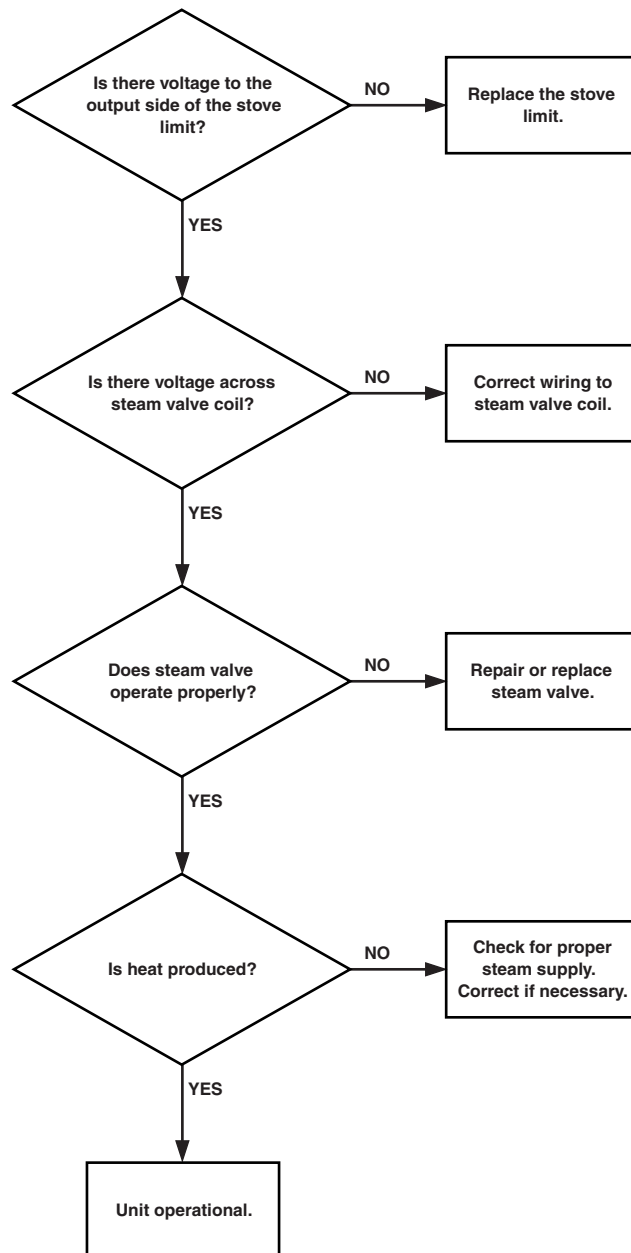 Is there voltage to the
output side of the stove
limit?
NO
Replace the stove
limit.
YES
Is there voltage across
steam valve coil?
NO
Correct wiring to
steam valve coil.
YES
Does steam valve
operate properly?
NO
Repair or replace
steam valve.
YES
Is heat produced?
NO
Check for proper
steam supply.
Correct if necessary.
YES
Unit operational.